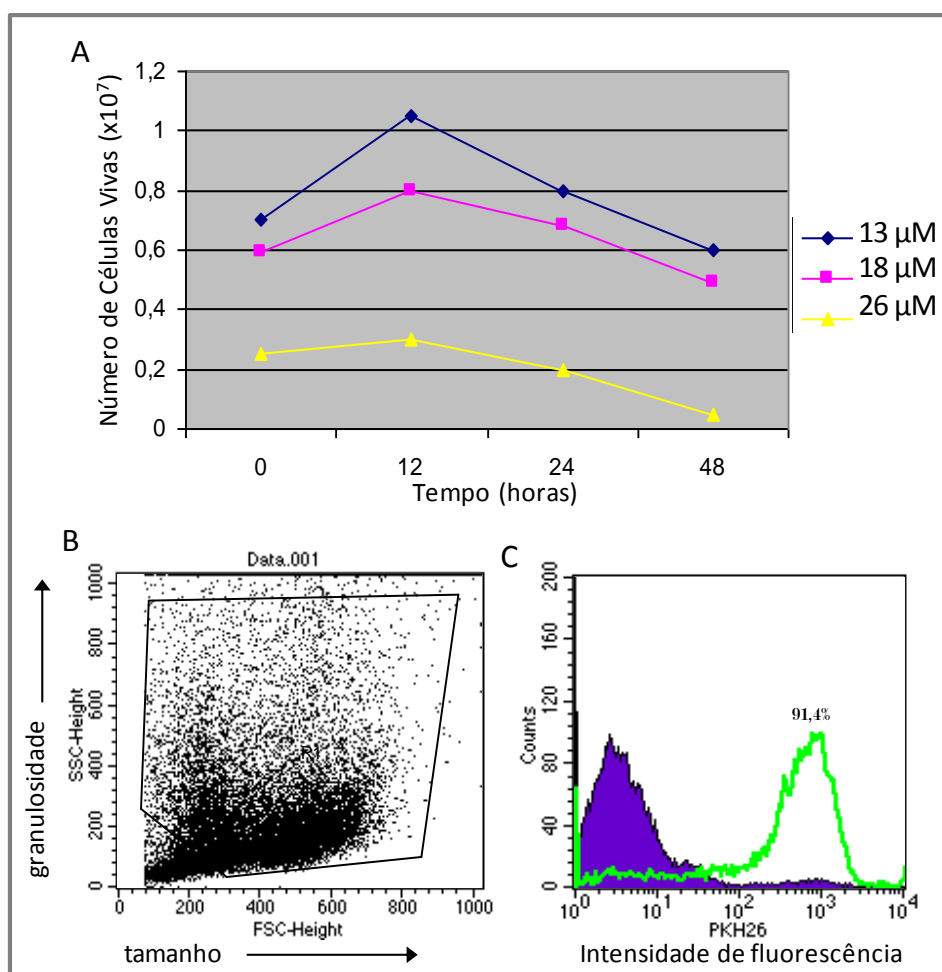 A
Número de Células Vivas (x10⁷)
1,2
1
0,8
0,6
0,4
0,2
0
0
12
24
48
Tempo (horas)
13 µM
18 µM
26 µM
B
Data.001
granulosidade
SSC-Height
1000
800
600
400
200
0
R1
0
200
400
600
800
1000
FSC-Height
tamanho
C
Counts
200
160
120
80
40
0
91,4%
10⁰
10¹
10²
10³
10⁴
PKH26
Intensidade de fluorescência